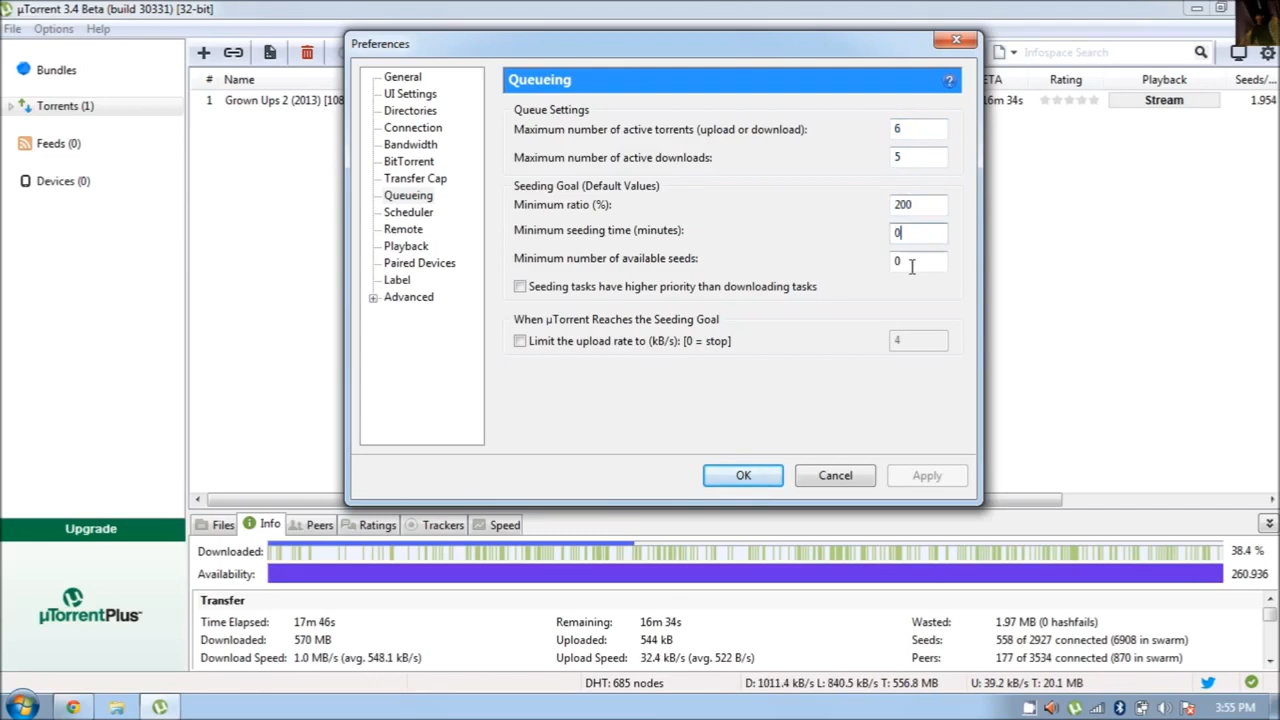 µTorrent 3.4 Beta (build 30331) [32-bit]
File Options Help
Preferences
Bundles
Torrents (1)
Feeds (0)
Devices (0)
Infospace Search
# Name ETA Rating Playback Seeds/...
1 Grown Ups 2 (2013) [108 16m 34s Stream 1.954
General
UI Settings
Directories
Connection
Bandwidth
BitTorrent
Transfer Cap
Queueing
Scheduler
Remote
Playback
Paired Devices
Label
Advanced
Queueing
Queue Settings
Maximum number of active torrents (upload or download): 6
Maximum number of active downloads: 5
Seeding Goal (Default Values)
Minimum ratio (%): 200
Minimum seeding time (minutes): 0
Minimum number of available seeds: 0
Seeding tasks have higher priority than downloading tasks
When µTorrent Reaches the Seeding Goal
Limit the upload rate to (kB/s): [0 = stop] 4
OK Cancel Apply
Upgrade
µTorrentPlus
Files Info Peers Ratings Trackers Speed
Downloaded: 38.4 %
Availability: 260.936
Transfer
Time Elapsed: 17m 46s Remaining: 16m 34s Wasted: 1.97 MB (0 hashfails)
Downloaded: 570 MB Uploaded: 544 kB Seeds: 558 of 2927 connected (6908 in swarm)
Download Speed: 1.0 MB/s (avg. 548.1 kB/s) Upload Speed: 32.4 kB/s (avg. 522 B/s) Peers: 177 of 3534 connected (870 in swarm)
DHT: 685 nodes D: 1011.4 kB/s L: 840.5 kB/s T: 556.8 MB U: 39.2 kB/s T: 20.1 MB
3:55 PM